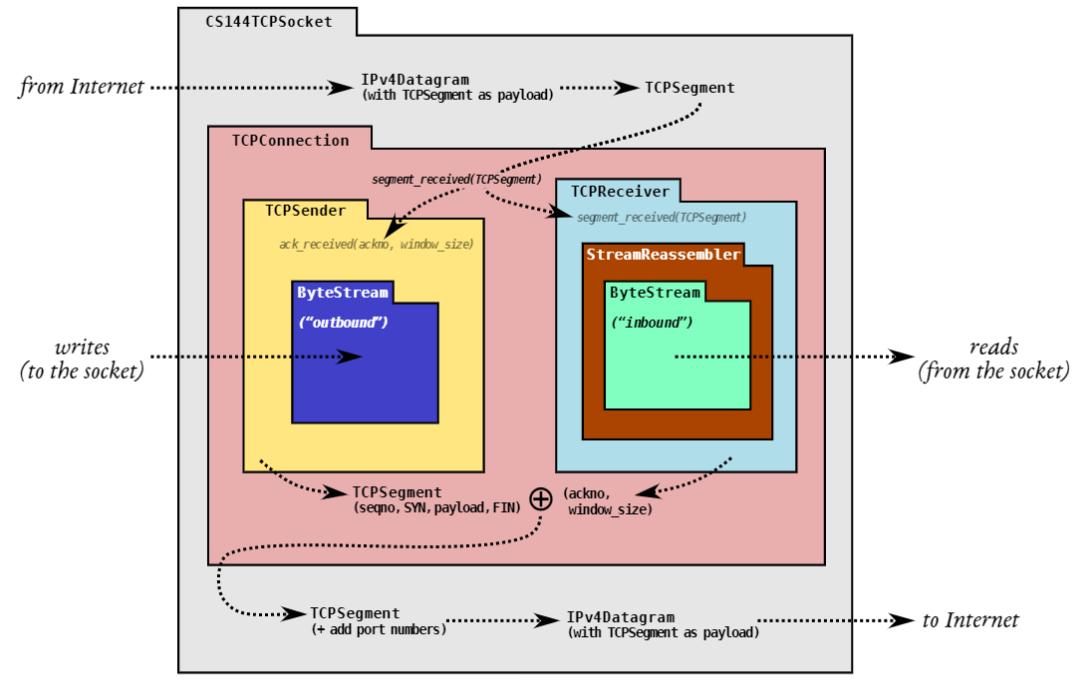 CS144TCPSocket
from Internet
IPv4Datagram
(with TCPSegment as payload)
TCPSegment
TCPConnection
segment_received(TCPSegment)
TCPReceiver
segment_received(TCPSegment)
TCPSender
ack_received(ackno, window_size)
StreamReassembler
ByteStream
(“outbound”)
ByteStream
(“inbound”)
writes
(to the socket)
reads
(from the socket)
TCPSegment
(seqno, SYN, payload, FIN)
(ackno,
window_size)
TCPSegment
(+ add port numbers)
IPv4Datagram
(with TCPSegment as payload)
to Internet